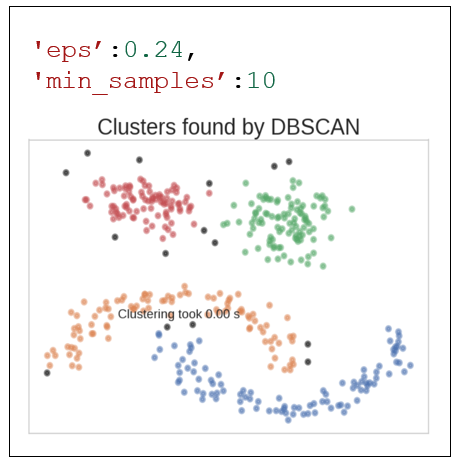 'eps’:0.24,
'min_samples’:10
Clusters found by DBSCAN
Clustering took 0.00 s